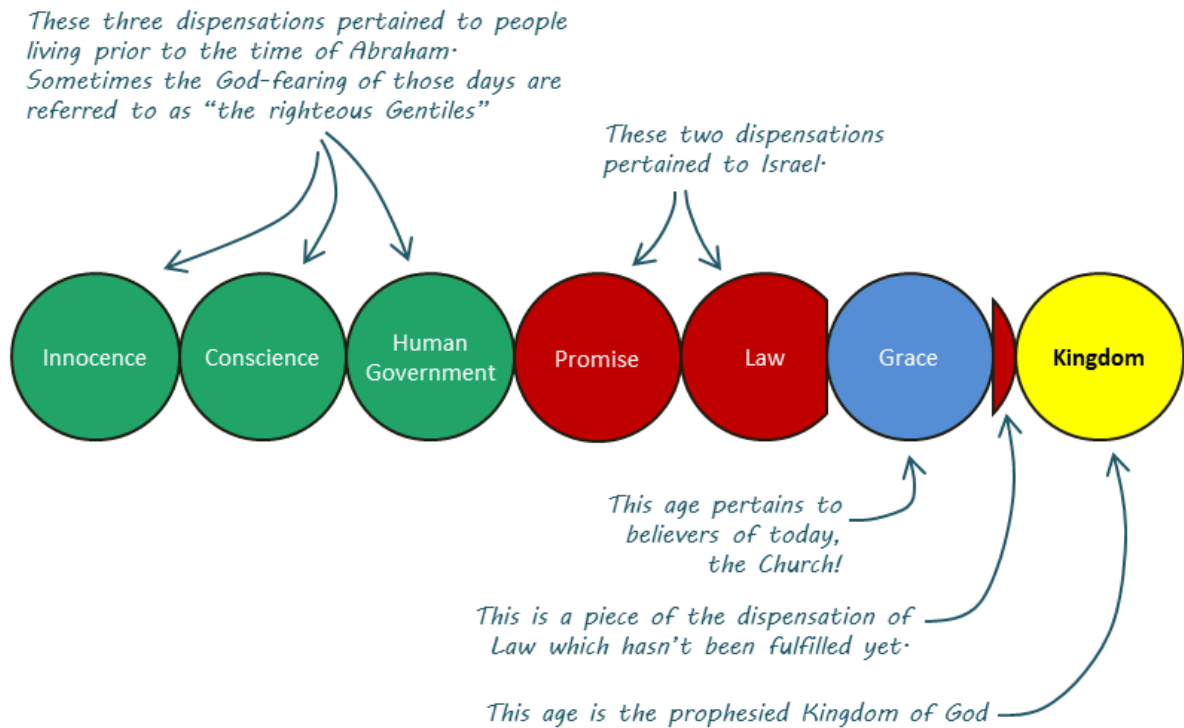 These three dispensations pertained to people
living prior to the time of Abraham.
Sometimes the God-fearing of those days are
referred to as “the righteous Gentiles”
These two dispensations
pertained to Israel.
Innocence
Conscience
Human
Government
Promise
Law
Grace
Kingdom
This age pertains to
believers of today,
the Church!
This is a piece of the dispensation of
Law which hasn’t been fulfilled yet.
This age is the prophesied Kingdom of God